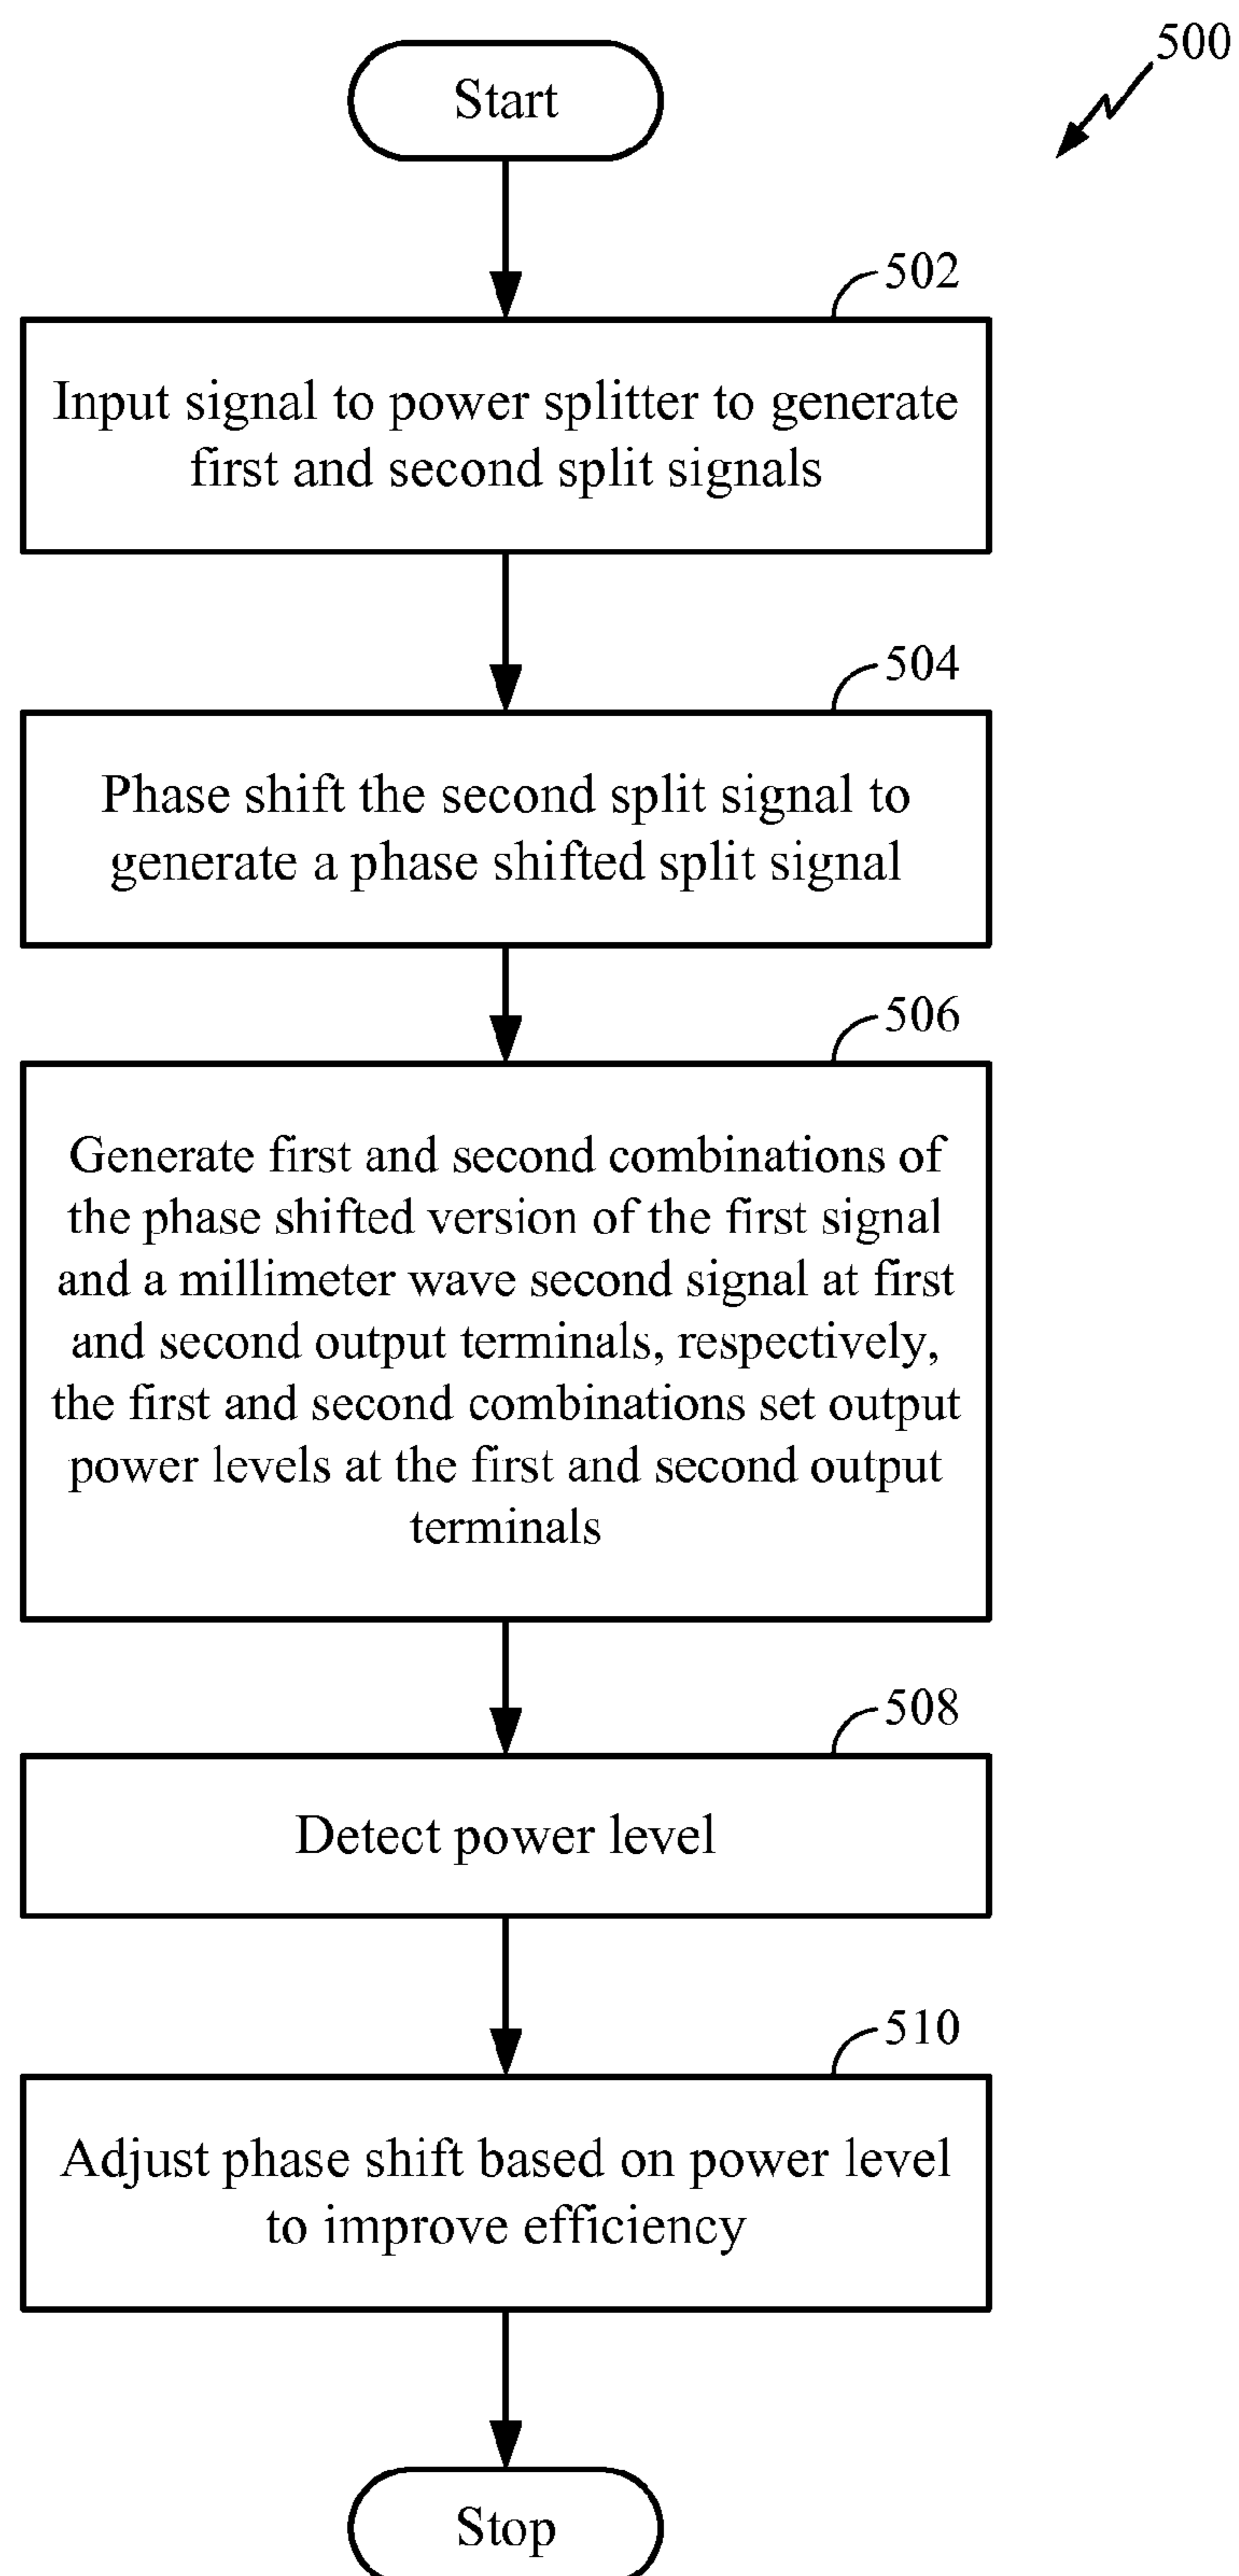 500
Start
502
Input signal to power splitter to generate
first and second split signals
504
Phase shift the second split signal to
generate a phase shifted split signal
506
Generate first and second combinations of
the phase shifted version of the first signal
and a millimeter wave second signal at first
and second output terminals, respectively,
the first and second combinations set output
power levels at the first and second output
terminals
508
Detect power level
510
Adjust phase shift based on power level
to improve efficiency
Stop